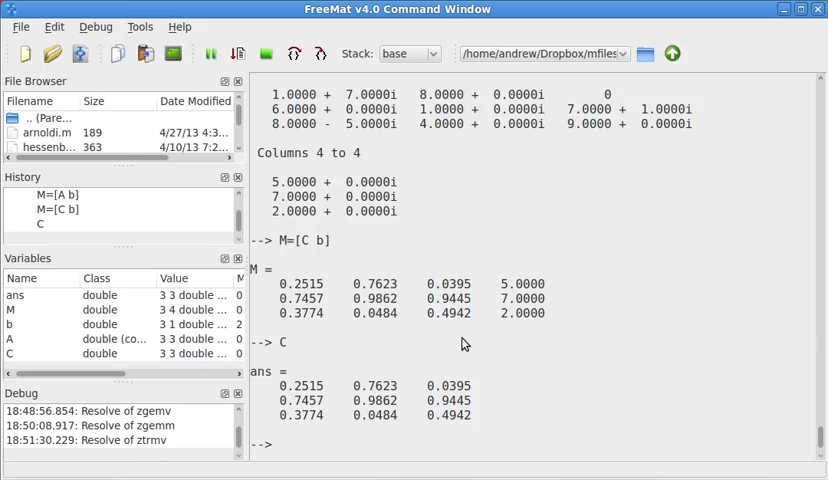 FreeMat v4.0 Command Window
File Edit Debug Tools Help
Stack: base /home/andrew/Dropbox/mfiles
File Browser
Filename Size Date Modified
.. (Pare...
arnoldi.m 189 4/27/13 4:3...
hessenb... 363 4/10/13 7:2...
History
M=[A b]
M=[C b]
C
Variables
Name Class Value M
ans double 3 3 double ... 0
M double 3 4 double ... 0
b double 3 1 double ... 2
A double (co... 3 3 double ... 0
C double 3 3 double ... 0
Debug
18:48:56.854: Resolve of zgemv
18:50:08.917: Resolve of zgemm
18:51:30.229: Resolve of ztrmv
1.0000 + 7.0000i 8.0000 + 0.0000i 0
6.0000 + 0.0000i 1.0000 + 0.0000i 7.0000 + 1.0000i
8.0000 - 5.0000i 4.0000 + 0.0000i 9.0000 + 0.0000i
Columns 4 to 4
5.0000 + 0.0000i
7.0000 + 0.0000i
2.0000 + 0.0000i
--> M=[C b]
M =
0.2515 0.7623 0.0395 5.0000
0.7457 0.9862 0.9445 7.0000
0.3774 0.0484 0.4942 2.0000
--> C
ans =
0.2515 0.7623 0.0395
0.7457 0.9862 0.9445
0.3774 0.0484 0.4942
-->